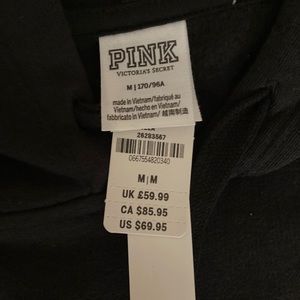 PINK
VICTORIA'S SECRET
M | 170/96A
made in Vietnam/fabriqué au
Vietnam/hecho en Vietnam/
fabbricato in Vietnam/ 越南制造
26283567
0667554820340
M | M
UK £59.99
CA $85.95
US $69.95